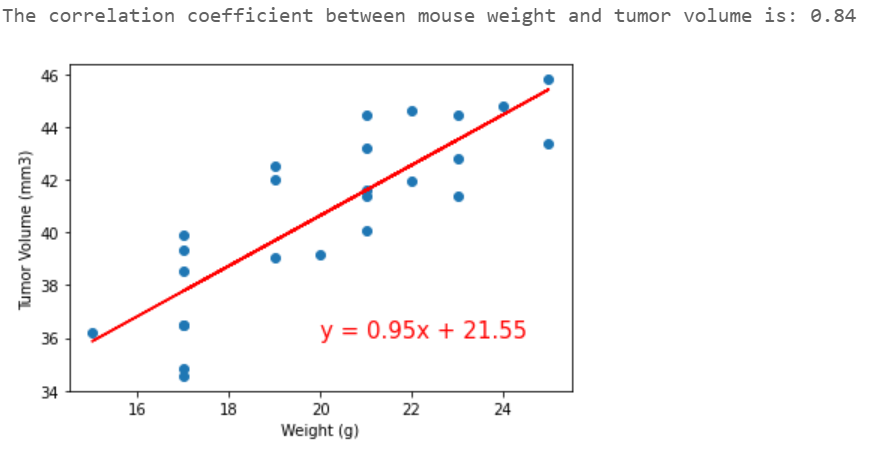 The correlation coefficient between mouse weight and tumor volume is: 0.84
46
44
42
40
38
36
34
Tumor Volume (mm3)
y = 0.95x + 21.55
16 18 20 22 24
Weight (g)